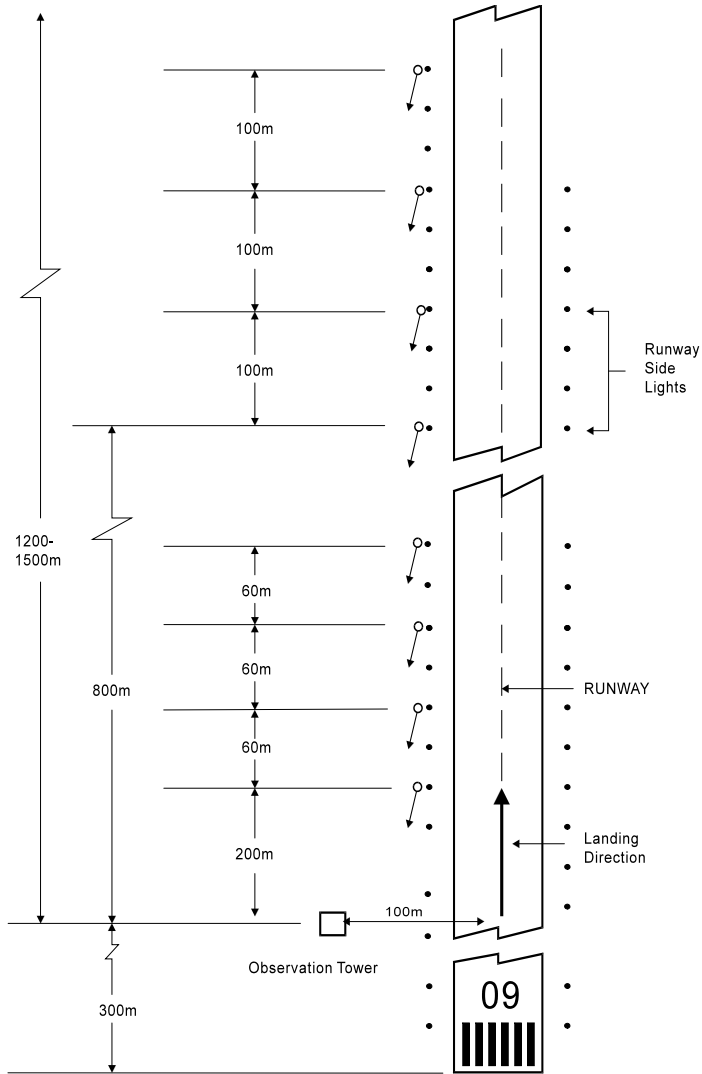 100m
100m
100m
Runway
Side
Lights
1200-
1500m
60m
60m
60m
800m
RUNWAY
200m
Landing
Direction
100m
Observation Tower
300m
09